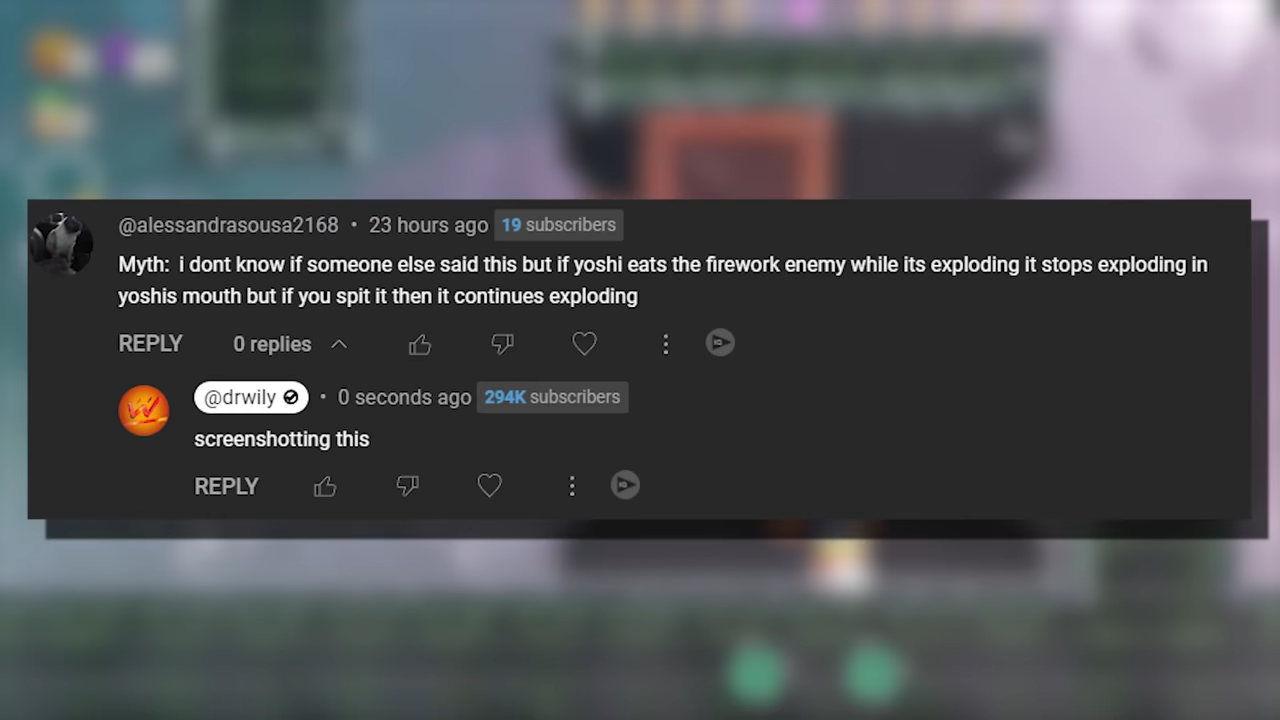 @alessandrasousa2168 • 23 hours ago 19 subscribers
Myth: i dont know if someone else said this but if yoshi eats the firework enemy while its exploding it stops exploding in
yoshis mouth but if you spit it then it continues exploding
REPLY 0 replies
@drwily • 0 seconds ago 294K subscribers
screenshotting this
REPLY